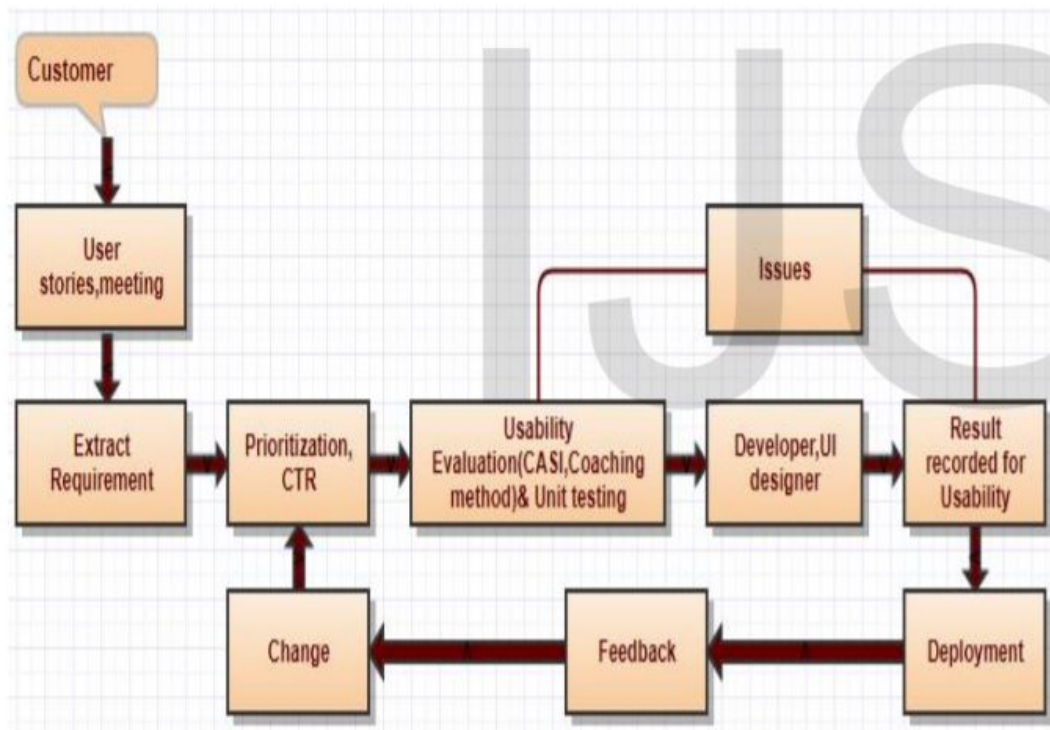 Customer
User
stories,meeting
Issues
Extract
Requirement
Prioritization,
CTR
Usability
Evaluation(CASI,Coaching
method)& Unit testing
Developer,UI
designer
Result
recorded for
Usability
Change
Feedback
Deployment
IJS